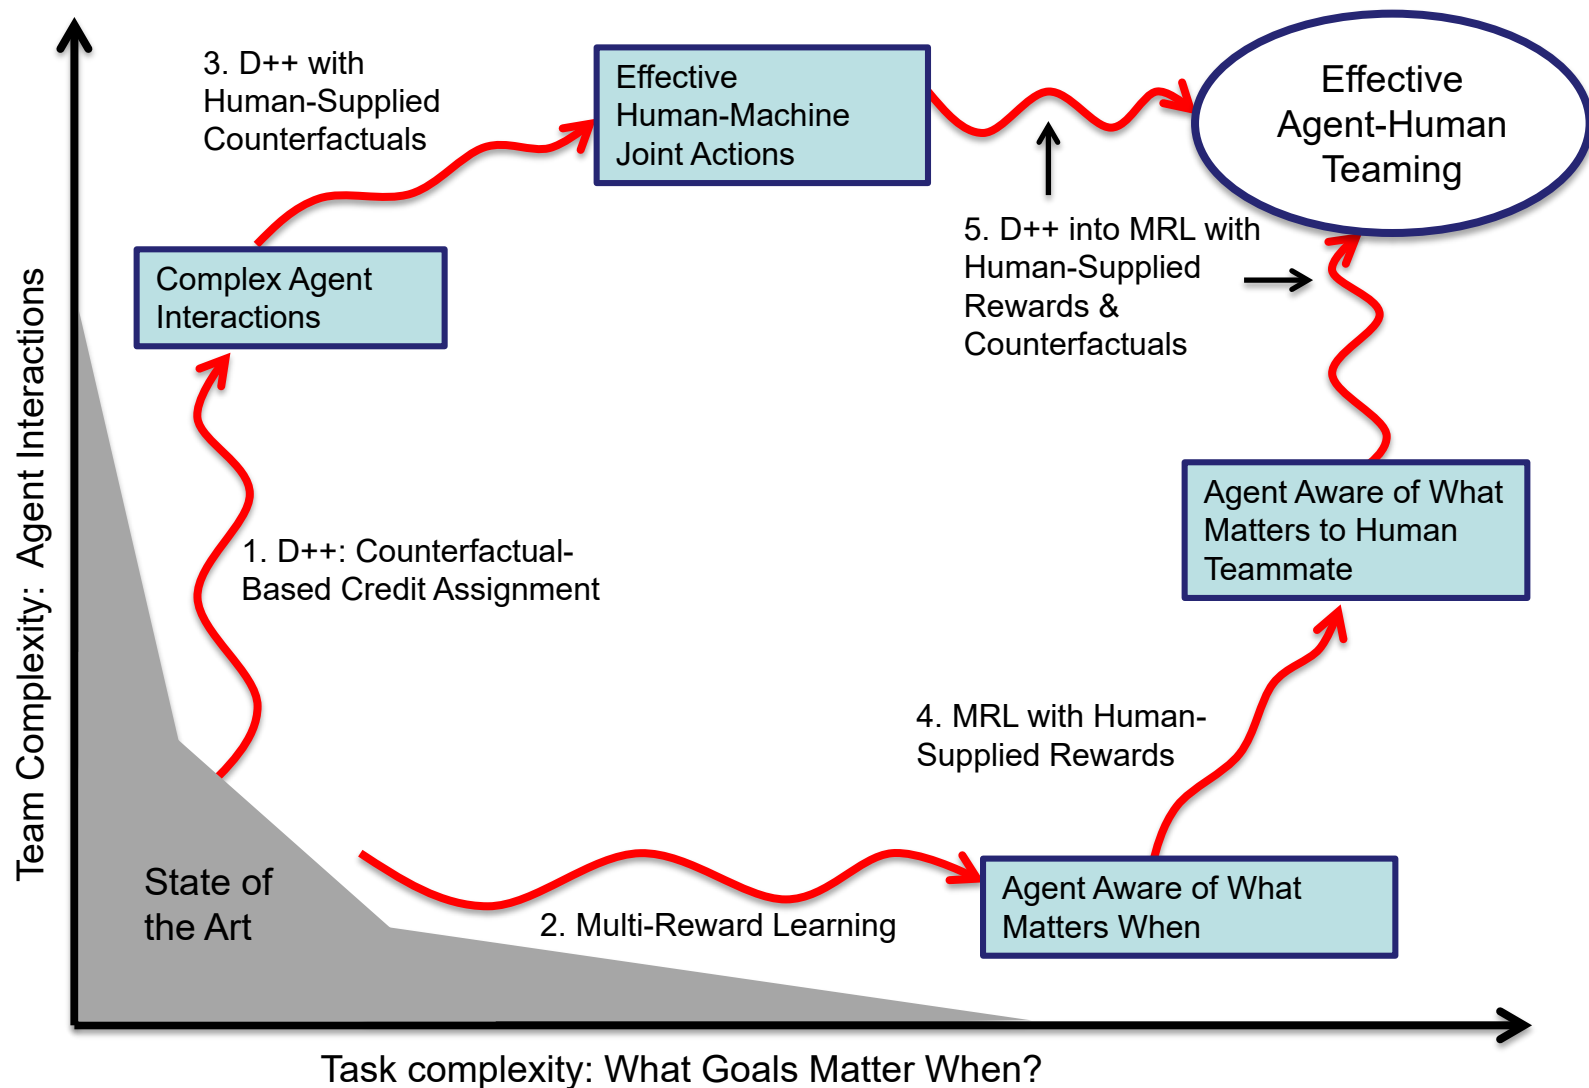 3. D++ with
Human-Supplied
Counterfactuals
Effective
Human-Machine
Joint Actions
Effective
Agent-Human
Teaming
5. D++ into MRL with
Human-Supplied
Rewards &
Counterfactuals
Complex Agent
Interactions
Team Complexity:  Agent Interactions
1. D++: Counterfactual-
Based Credit Assignment
Agent Aware of What
Matters to Human
Teammate
4. MRL with Human-
Supplied Rewards
State of
the Art
2. Multi-Reward Learning
Agent Aware of What
Matters When
Task complexity: What Goals Matter When?